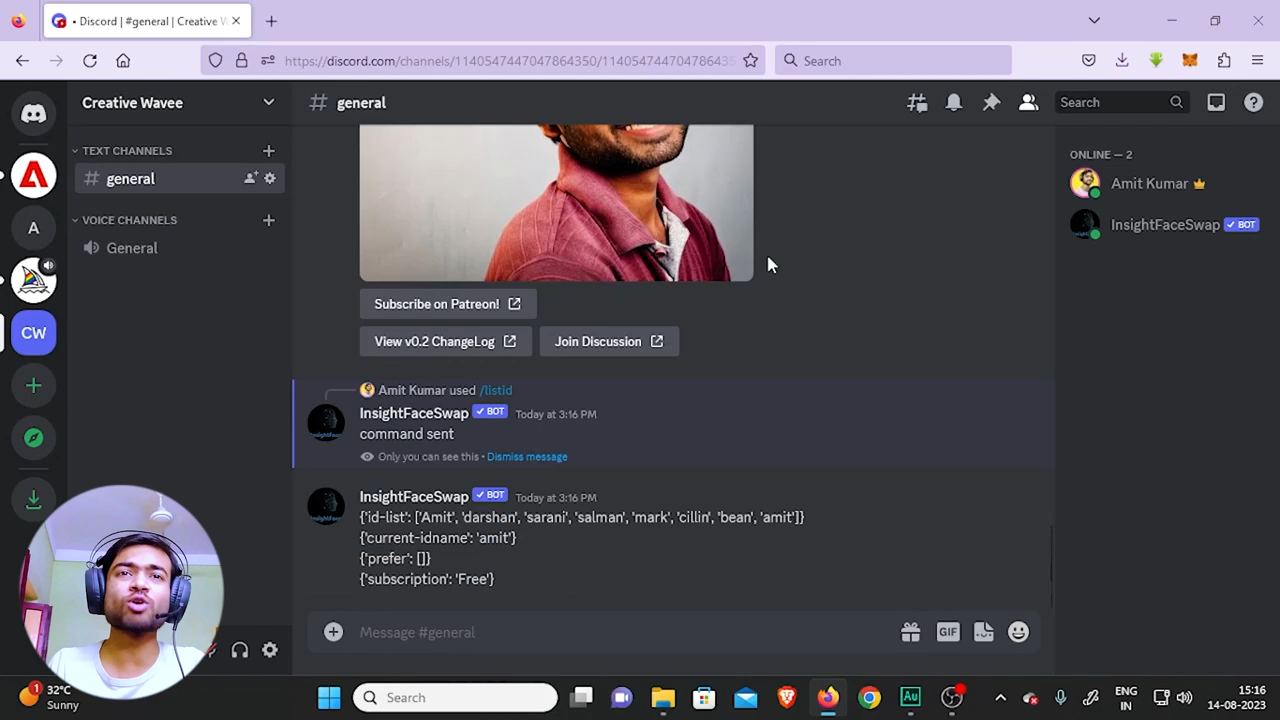 • Discord | #general | Creative W
https://discord.com/channels/1140547447047864350/114054744704786435
Search
Creative Wavee
# general
Search
TEXT CHANNELS
# general
VOICE CHANNELS
General
A
CW
ONLINE — 2
Amit Kumar
InsightFaceSwap ✓ BOT
Subscribe on Patreon!
View v0.2 ChangeLog
Join Discussion
Amit Kumar used /listid
InsightFaceSwap ✓ BOT Today at 3:16 PM
command sent
Only you can see this • Dismiss message
InsightFaceSwap ✓ BOT Today at 3:16 PM
{'id-list': ['Amit', 'darshan', 'sarani', 'salman', 'mark', 'cillin', 'bean', 'amit']}
{'current-idname': 'amit'}
{'prefer': []}
{'subscription': 'Free'}
Message #general
GIF
1
32°C
Sunny
Search
Au
ENG
IN
15:16
14-08-2023